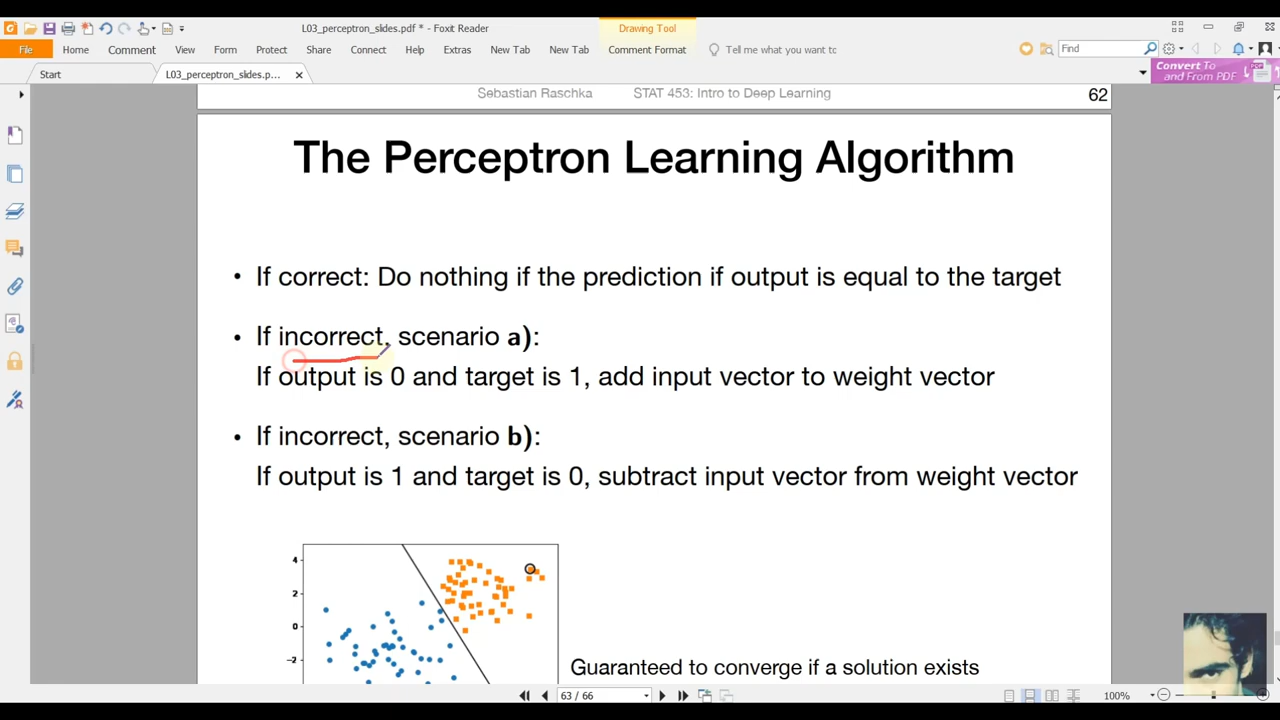 L03_perceptron_slides.pdf * - Foxit Reader
Drawing Tool
File
Home
Comment
View
Form
Protect
Share
Connect
Help
Extras
New Tab
New Tab
Comment Format
Tell me what you want to
Find
Start
L03_perceptron_slides.p...
Convert To
and From PDF
PDF
Sebastian Raschka STAT 453: Intro to Deep Learning 62
The Perceptron Learning Algorithm
• If correct: Do nothing if the prediction if output is equal to the target
• If incorrect, scenario a):
If output is 0 and target is 1, add input vector to weight vector
• If incorrect, scenario b):
If output is 1 and target is 0, subtract input vector from weight vector
4
2
0
−2
Guaranteed to converge if a solution exists
63 / 66
100%